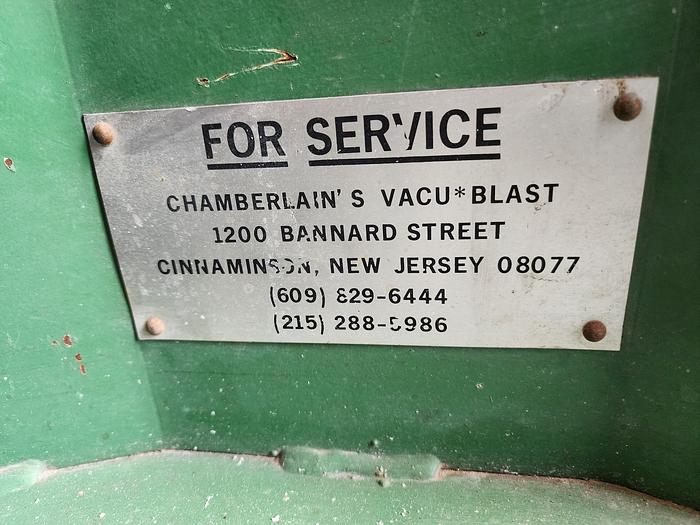 FOR SERVICE
CHAMBERLAIN'S VACU*BLAST
1200 BANNARD STREET
CINNAMINSON, NEW JERSEY 08077
(609) 829-6444
(215) 288-5986